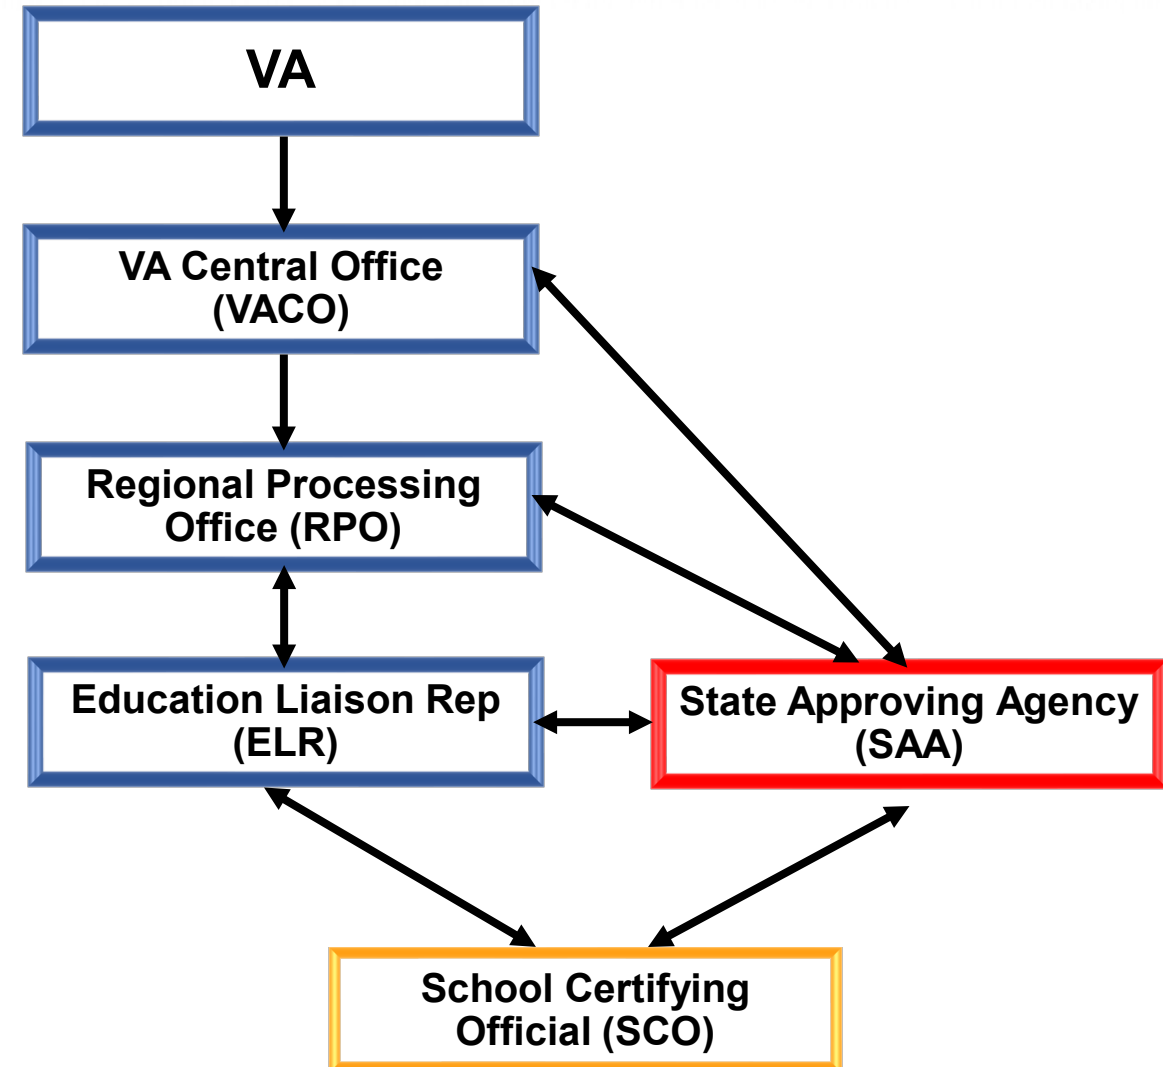 VA
VA Central Office
(VACO)
Regional Processing
Office (RPO)
Education Liaison Rep
(ELR)
State Approving Agency
(SAA)
School Certifying
Official (SCO)